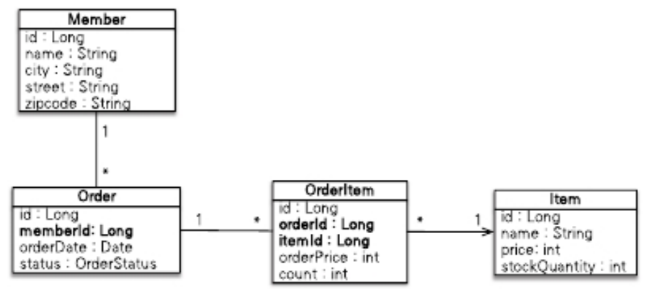 Member
id : Long
name : String
city : String
street : String
zipcode : String
1
*
Order
id : Long
memberId: Long
orderDate : Date
status : OrderStatus
1
*
OrderItem
id : Long
orderId : Long
itemId : Long
orderPrice : int
count : int
*
1
Item
id : Long
name : String
price: int
stockQuantity : int